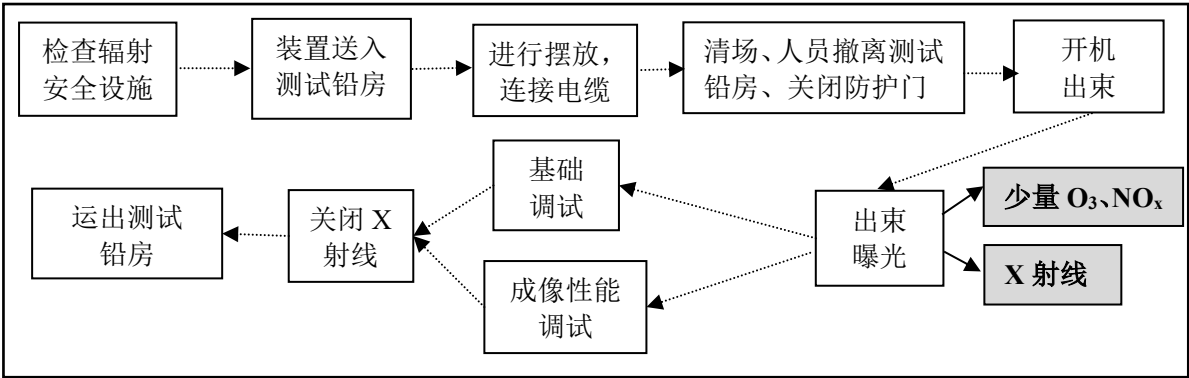 检查辐射
安全设施
装置送入
测试铅房
进行摆放,
连接电缆
清场、人员撤离测试
铅房、关闭防护门
开机
出束
出束
曝光
少量 O₃、NOₓ
X 射线
基础
调试
成像性能
调试
关闭 X
射线
运出测试
铅房